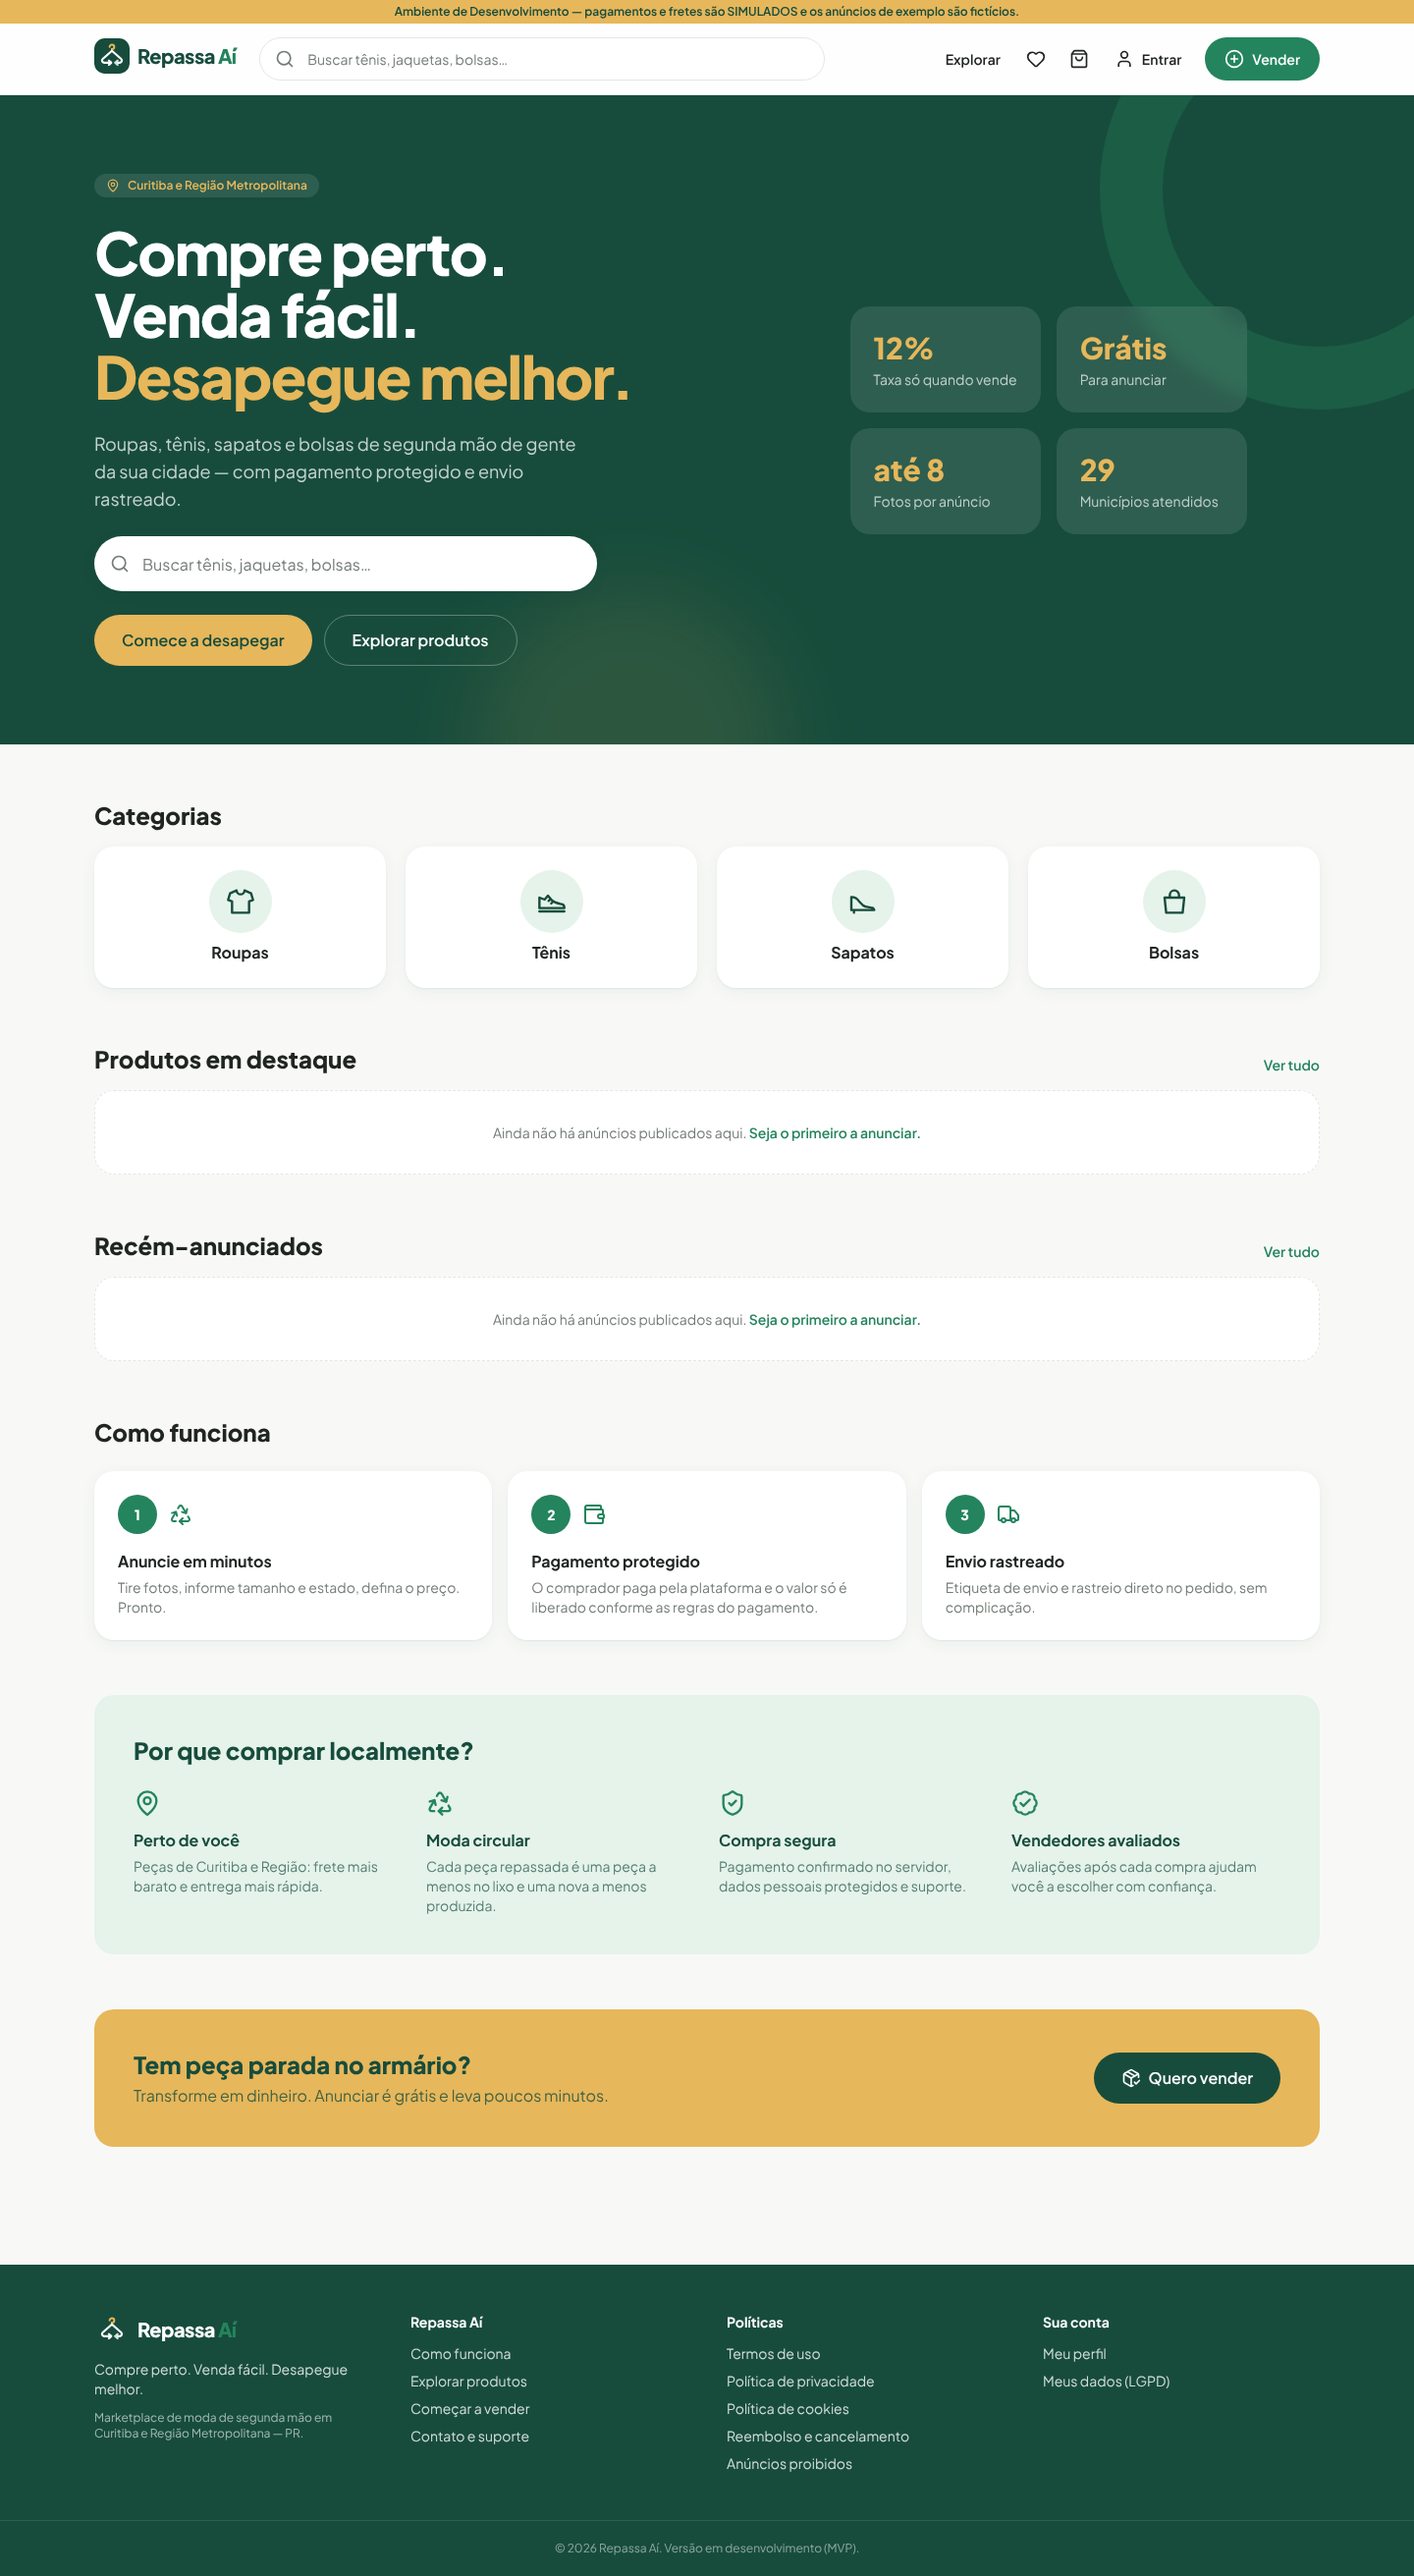 Ambiente de Desenvolvimento — pagamentos e fretes são SIMULADOS e os anúncios de exemplo são fictícios.
Repassa Aí
Buscar tênis, jaquetas, bolsas...
Explorar
Entrar
Vender
Curitiba e Região Metropolitana
Compre perto.
Venda fácil.
Desapegue melhor.
Roupas, tênis, sapatos e bolsas de segunda mão de gente
da sua cidade — com pagamento protegido e envio
rastreado.
Buscar tênis, jaquetas, bolsas...
Comece a desapegar
Explorar produtos
12%
Taxa só quando vende
Grátis
Para anunciar
até 8
Fotos por anúncio
29
Municípios atendidos
Categorias
Roupas
Tênis
Sapatos
Bolsas
Produtos em destaque
Ver tudo
Ainda não há anúncios publicados aqui. Seja o primeiro a anunciar.
Recém-anunciados
Ver tudo
Ainda não há anúncios publicados aqui. Seja o primeiro a anunciar.
Como funciona
1
Anuncie em minutos
Tire fotos, informe tamanho e estado, defina o preço.
Pronto.
2
Pagamento protegido
O comprador paga pela plataforma e o valor só é
liberado conforme as regras do pagamento.
3
Envio rastreado
Etiqueta de envio e rastreio direto no pedido, sem
complicação.
Por que comprar localmente?
Perto de você
Peças de Curitiba e Região: frete mais
barato e entrega mais rápida.
Moda circular
Cada peça repassada é uma peça a
menos no lixo e uma nova a menos
produzida.
Compra segura
Pagamento confirmado no servidor,
dados pessoais protegidos e suporte.
Vendedores avaliados
Avaliações após cada compra ajudam
você a escolher com confiança.
Tem peça parada no armário?
Transforme em dinheiro. Anunciar é grátis e leva poucos minutos.
Quero vender
Repassa Aí
Compre perto. Venda fácil. Desapegue
melhor.
Marketplace de moda de segunda mão em
Curitiba e Região Metropolitana — PR.
Repassa Aí
Como funciona
Explorar produtos
Começar a vender
Contato e suporte
Políticas
Termos de uso
Política de privacidade
Política de cookies
Reembolso e cancelamento
Anúncios proibidos
Sua conta
Meu perfil
Meus dados (LGPD)
© 2026 Repassa Aí. Versão em desenvolvimento (MVP).